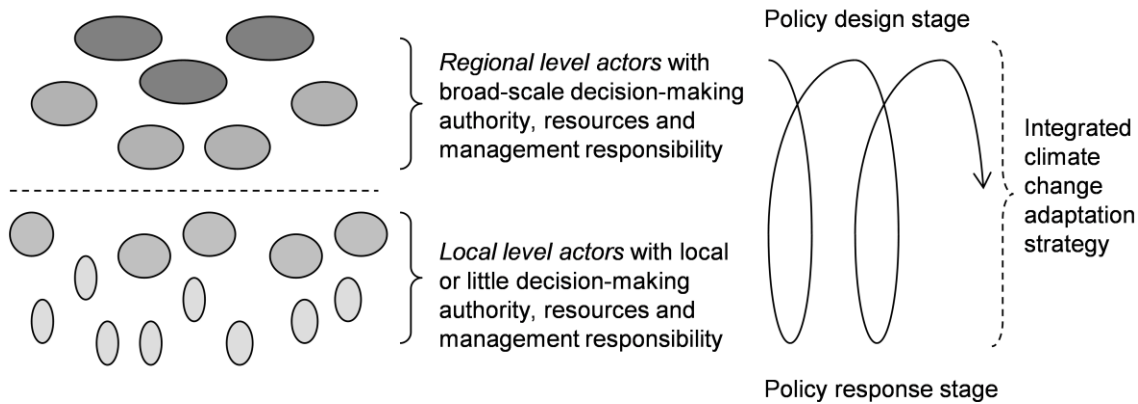 Policy design stage
Regional level actors with
broad-scale decision-making
authority, resources and
management responsibility
Integrated
climate
change
adaptation
strategy
Local level actors with local
or little decision-making
authority, resources and
management responsibility
Policy response stage